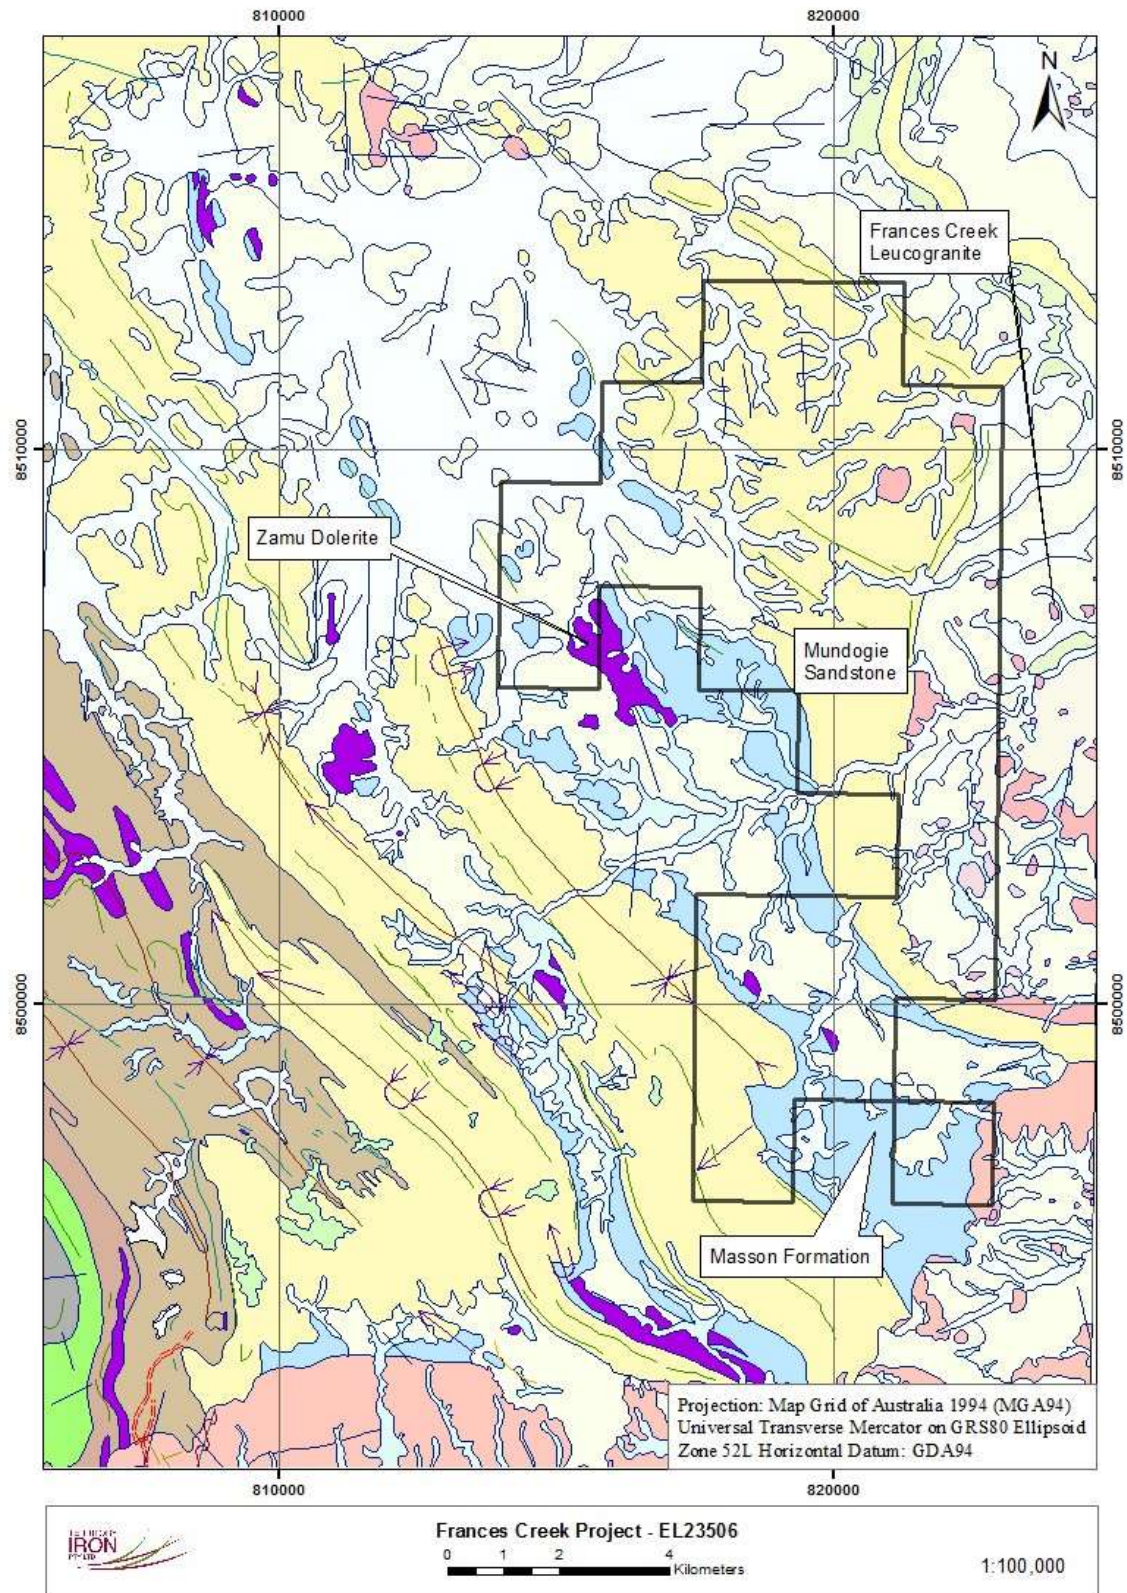 810000
820000
N
Frances Creek
Leucogranite
8510000
8510000
Zamu Dolerite
Mundogie
Sandstone
8500000
8500000
Masson Formation
Projection: Map Grid of Australia 1994 (MGA94)
Universal Transverse Mercator on GRS80 Ellipsoid
Zone 52L Horizontal Datum: GDA94
810000
820000
IRON
PTY LTD
Frances Creek Project - EL23506
0 1 2 4
Kilometers
1:100,000